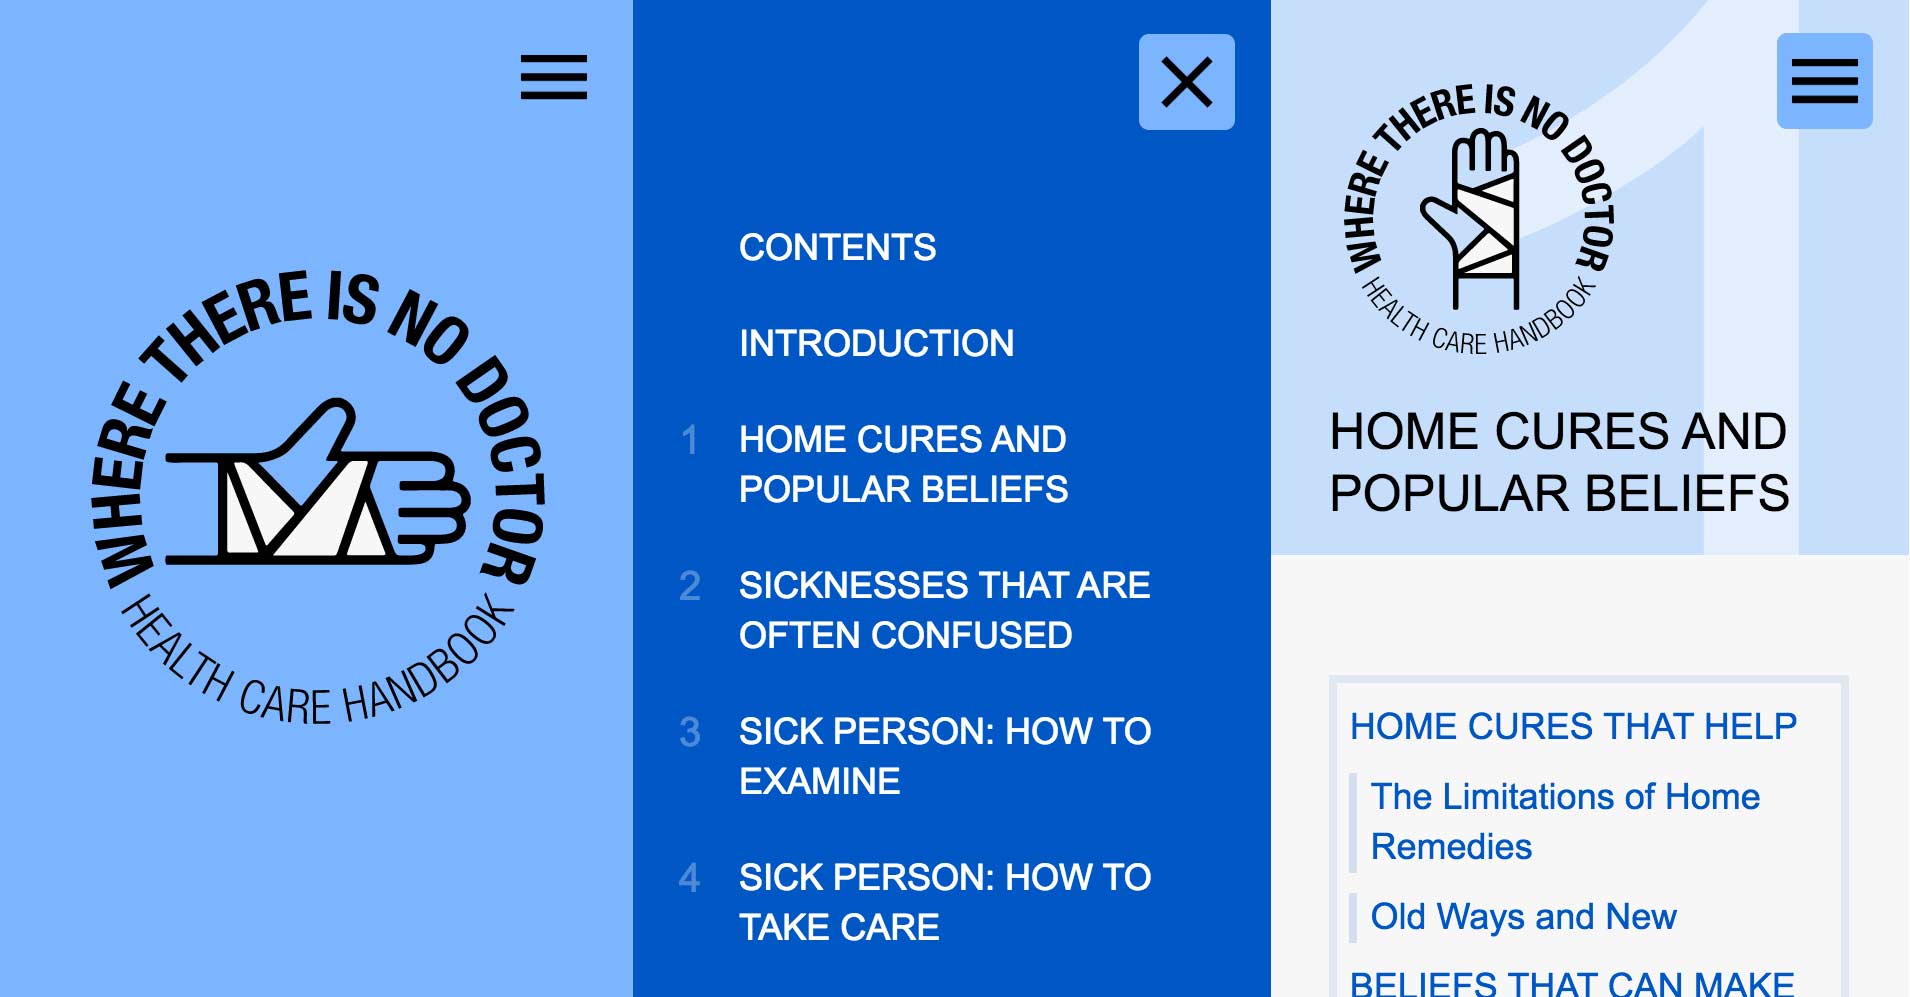 WHERE THERE IS NO DOCTOR
HEALTH CARE HANDBOOK
CONTENTS
INTRODUCTION
1 HOME CURES AND
POPULAR BELIEFS
2 SICKNESSES THAT ARE
OFTEN CONFUSED
3 SICK PERSON: HOW TO
EXAMINE
4 SICK PERSON: HOW TO
TAKE CARE
1
WHERE THERE IS NO DOCTOR
HEALTH CARE HANDBOOK
HOME CURES AND
POPULAR BELIEFS
HOME CURES THAT HELP
The Limitations of Home
Remedies
Old Ways and New
BELIEFS THAT CAN MAKE